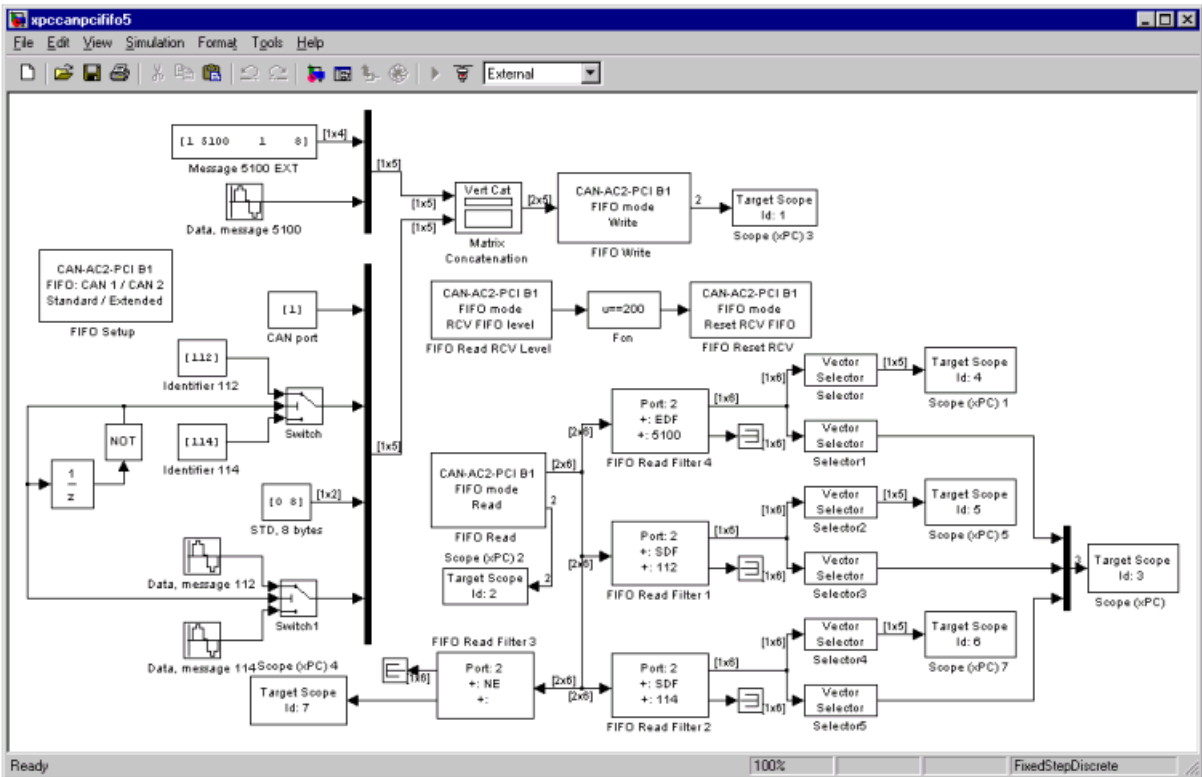 xpccanpcififo5
File Edit View Simulation Format Tools Help
External
[1 5100 1 8]
[1x4]
Message 5100 EXT
[1x5]
Data, message 5100
[1x5]
[1x5]
Vert Cat
Matrix
Concatenation
[2x5]
CAN-AC2-PCI B1
FIFO mode
Write
FIFO Write
2
Target Scope
Id: 1
Scope (xPC) 3
CAN-AC2-PCI B1
FIFO: CAN 1 / CAN 2
Standard / Extended
FIFO Setup
[1]
CAN port
CAN-AC2-PCI B1
FIFO mode
RCV FIFO level
FIFO Read RCV Level
u==200
Fcn
CAN-AC2-PCI B1
FIFO mode
Reset RCV FIFO
FIFO Reset RCV
[112]
Identifier 112
Switch
[114]
Identifier 114
NOT
1
z
[1x5]
[0 8]
[1x2]
STD, 8 bytes
Data, message 112
Switch1
Data, message 114
CAN-AC2-PCI B1
FIFO mode
Read
FIFO Read
[2x6]
2
Scope (xPC) 2
Target Scope
Id: 2
2
[2x6]
Port: 2
+: EDF
+: 5100
FIFO Read Filter 4
[1x6]
[1x6]
[1x6]
Vector
Selector
Selector
[1x5]
Target Scope
Id: 4
Scope (xPC) 1
Vector
Selector
Selector1
[2x6]
Port: 2
+: SDF
+: 112
FIFO Read Filter 1
[1x6]
[1x6]
[1x6]
Vector
Selector
Selector2
[1x5]
Target Scope
Id: 5
Scope (xPC) 5
Vector
Selector
Selector3
3
Target Scope
Id: 3
Scope (xPC)
FIFO Read Filter 3
Port: 2
+: NE
+:
[1x6]
[2x6]
[2x6]
Scope (xPC) 4
Target Scope
Id: 7
Port: 2
+: SDF
+: 114
FIFO Read Filter 2
[1x6]
[1x6]
[1x6]
Vector
Selector
Selector4
[1x5]
Target Scope
Id: 6
Scope (xPC) 7
Vector
Selector
Selector5
Ready
100%
FixedStepDiscrete